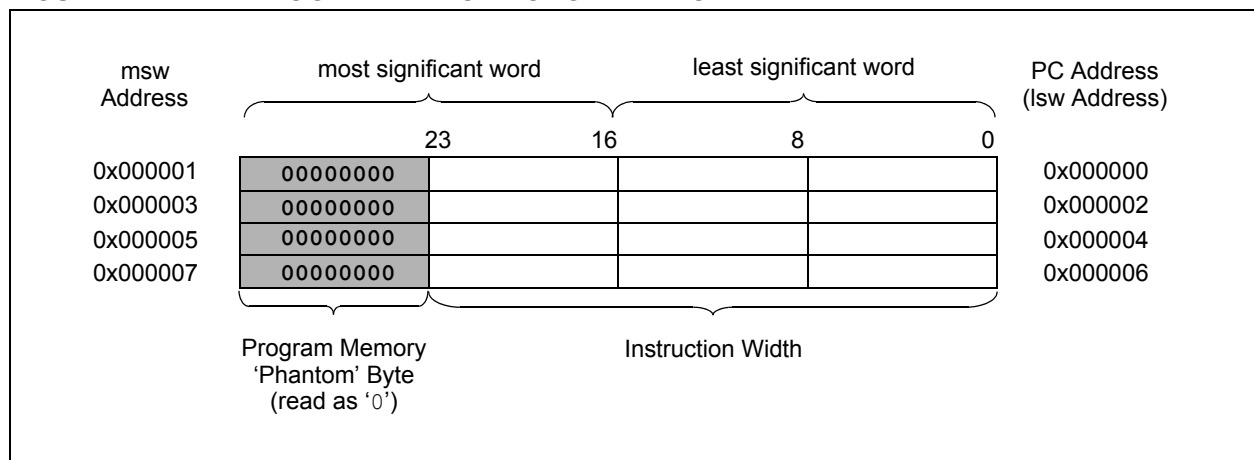 msw
Address
most significant word
least significant word
PC Address
(lsw Address)
23 16 8 0
0x000001 00000000 0x000000
0x000003 00000000 0x000002
0x000005 00000000 0x000004
0x000007 00000000 0x000006
Program Memory
‘Phantom’ Byte
(read as ‘0’)
Instruction Width